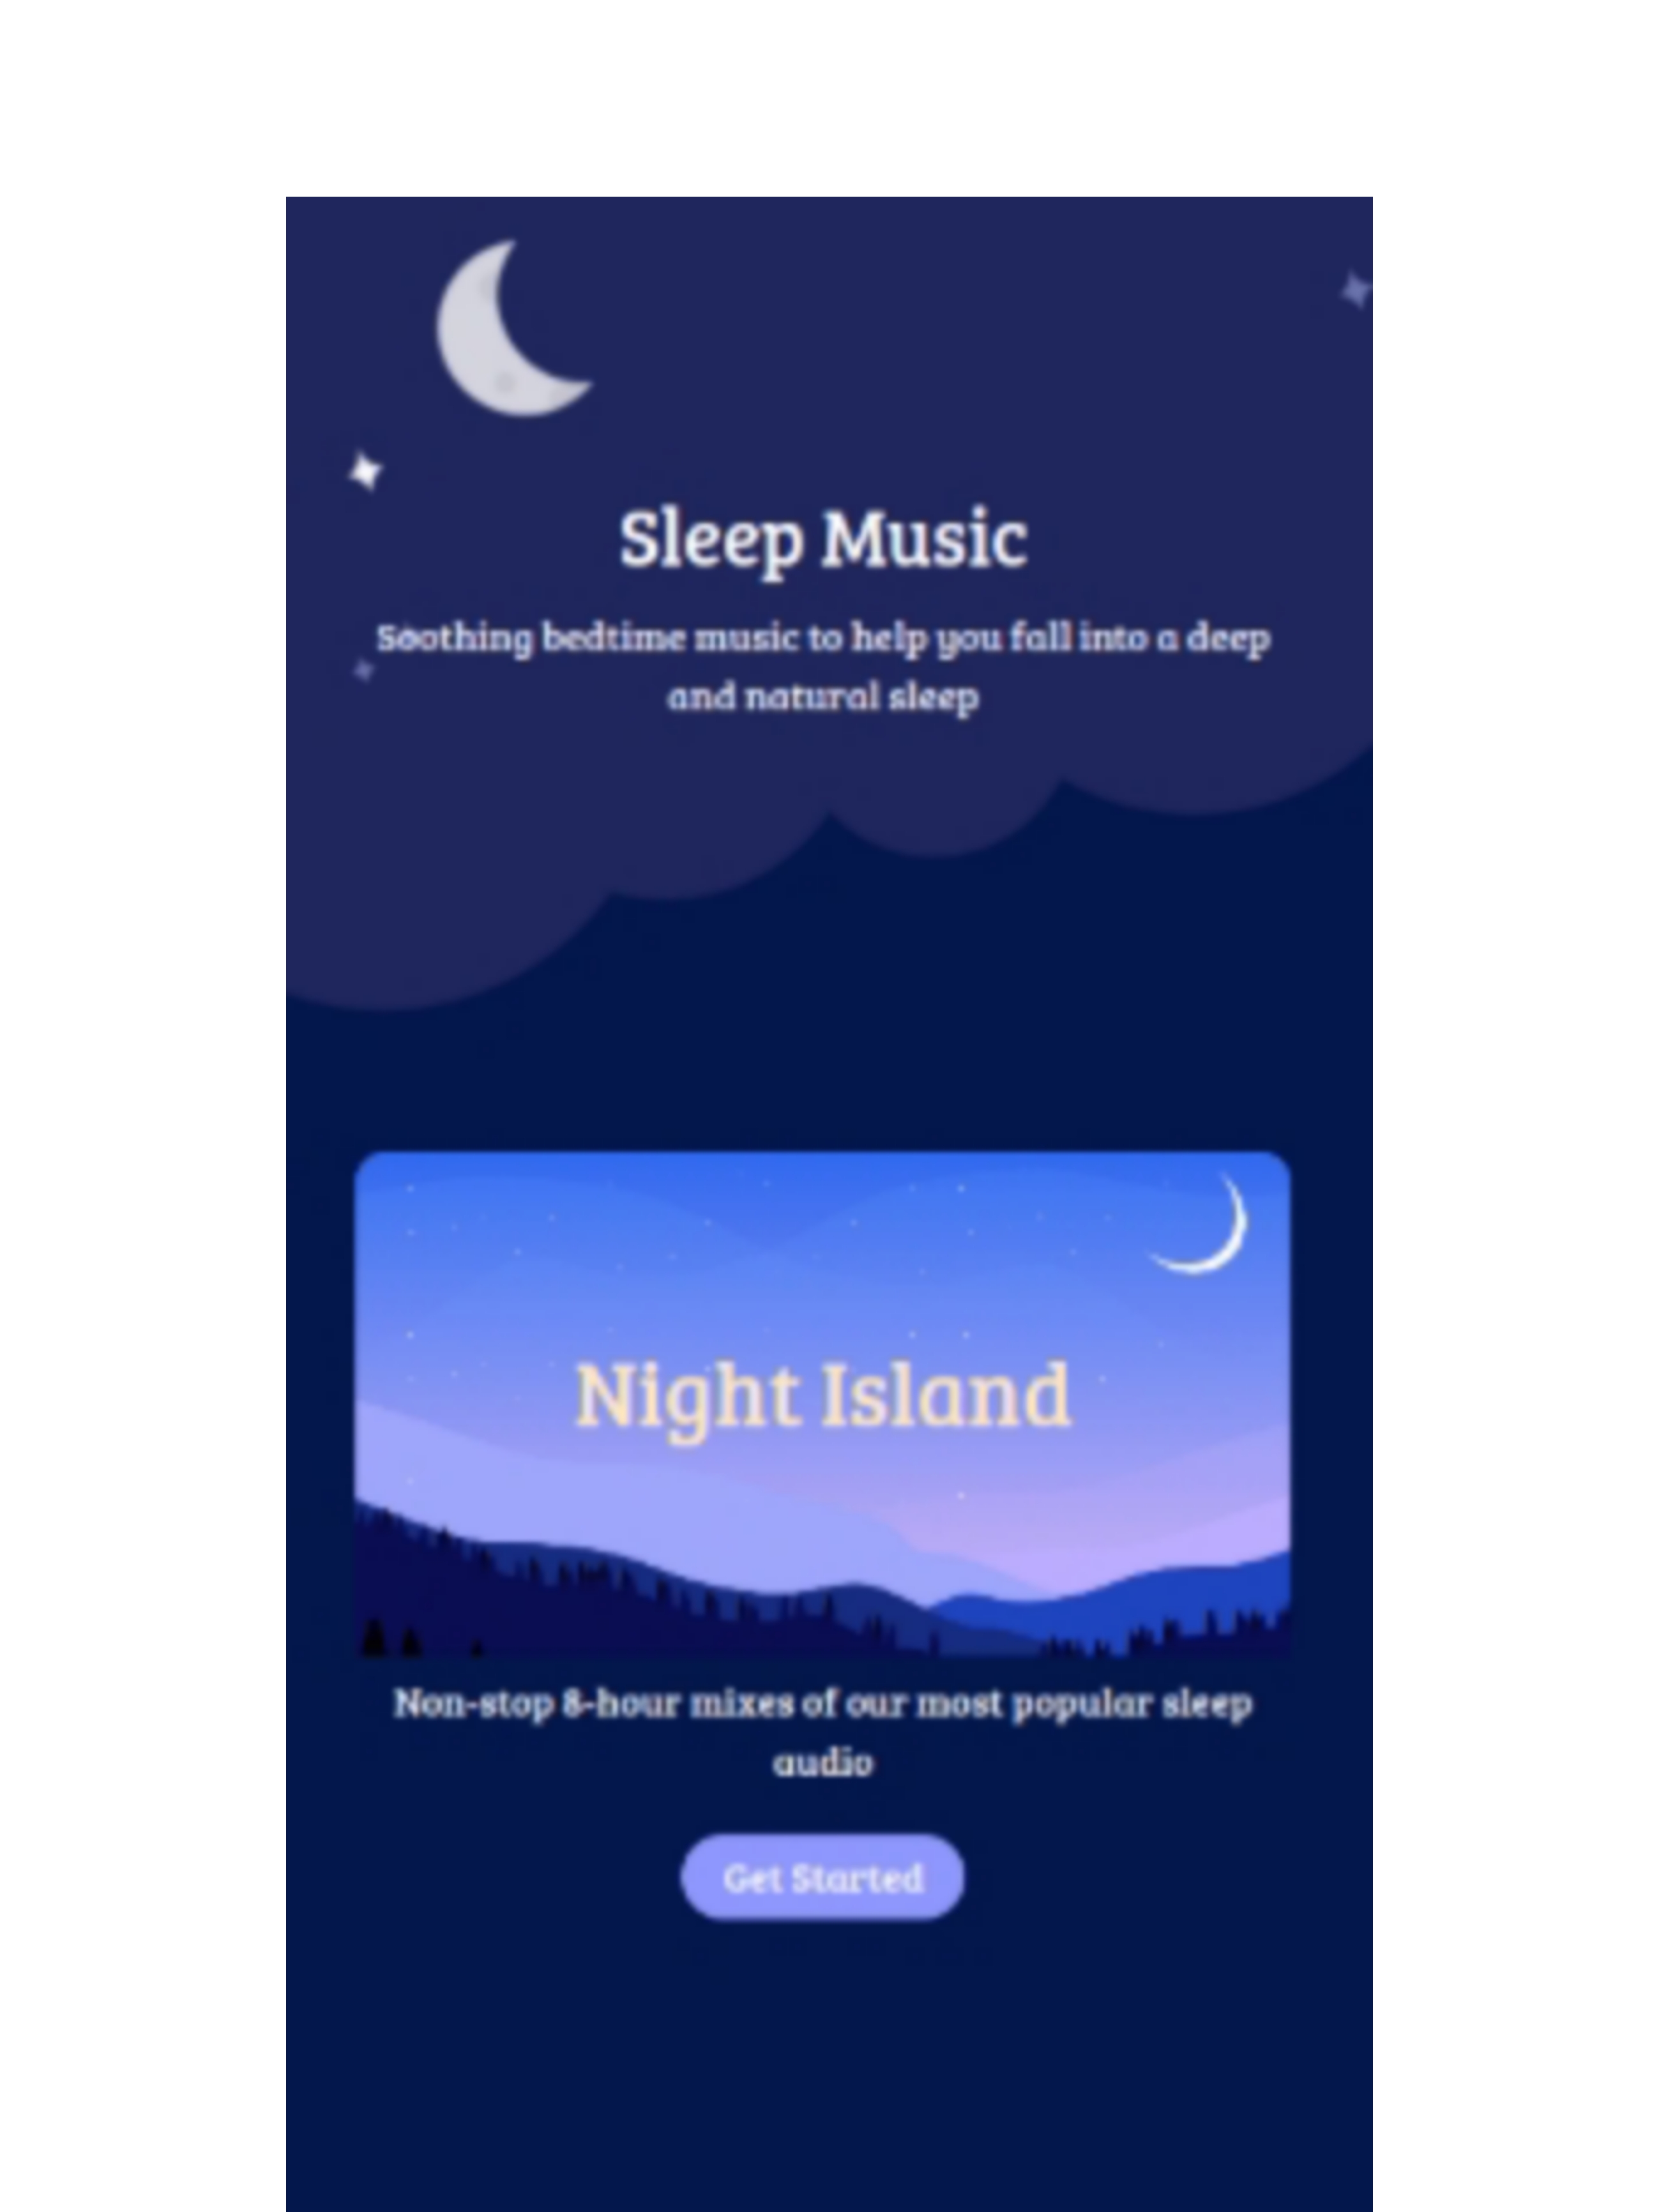 Sleep Music
Soothing bedtime music to help you fall into a deep
and natural sleep
Night Island
Non-stop 8-hour mixes of our most popular sleep
audio
Get Started